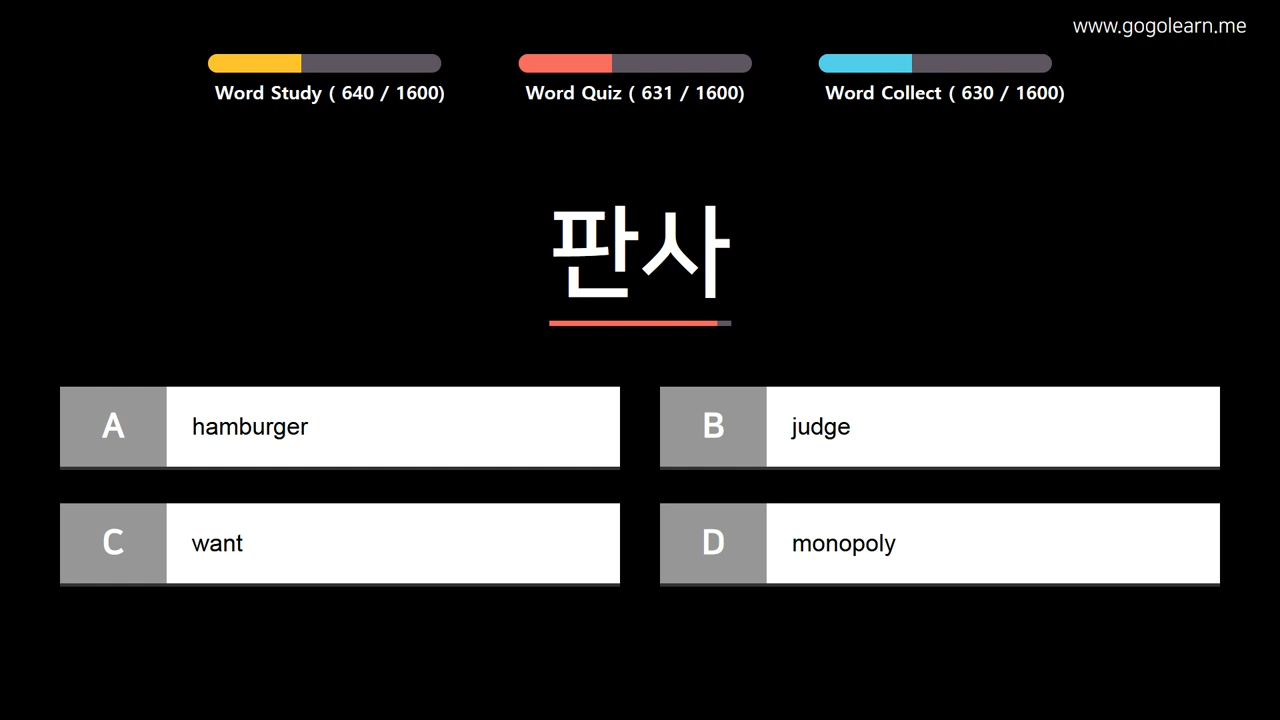 www.gogolearn.me
Word Study ( 640 / 1600)
Word Quiz ( 631 / 1600)
Word Collect ( 630 / 1600)
판사
A hamburger
B judge
C want
D monopoly